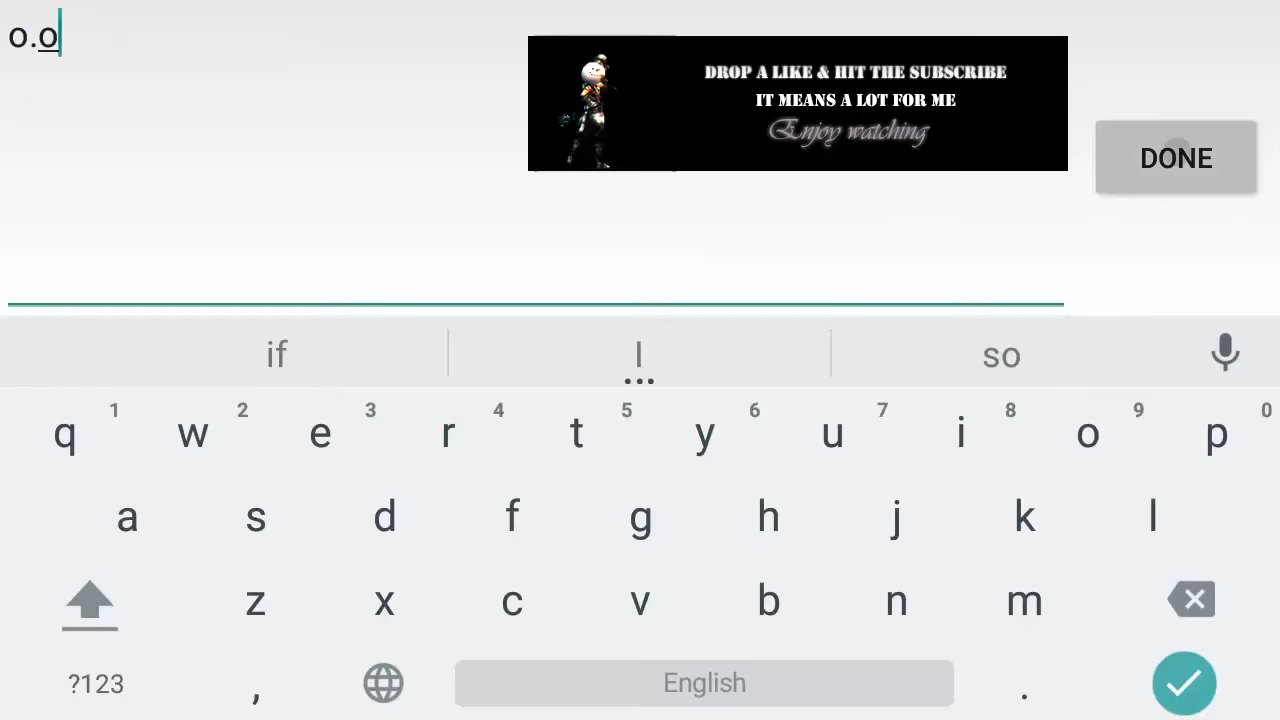 o.o
DROP A LIKE & HIT THE SUBSCRIBE
IT MEANS A LOT FOR ME
Enjoy watching
DONE
if I so
1 2 3 4 5 6 7 8 9 0
q w e r t y u i o p
a s d f g h j k l
z x c v b n m
?123 , English .